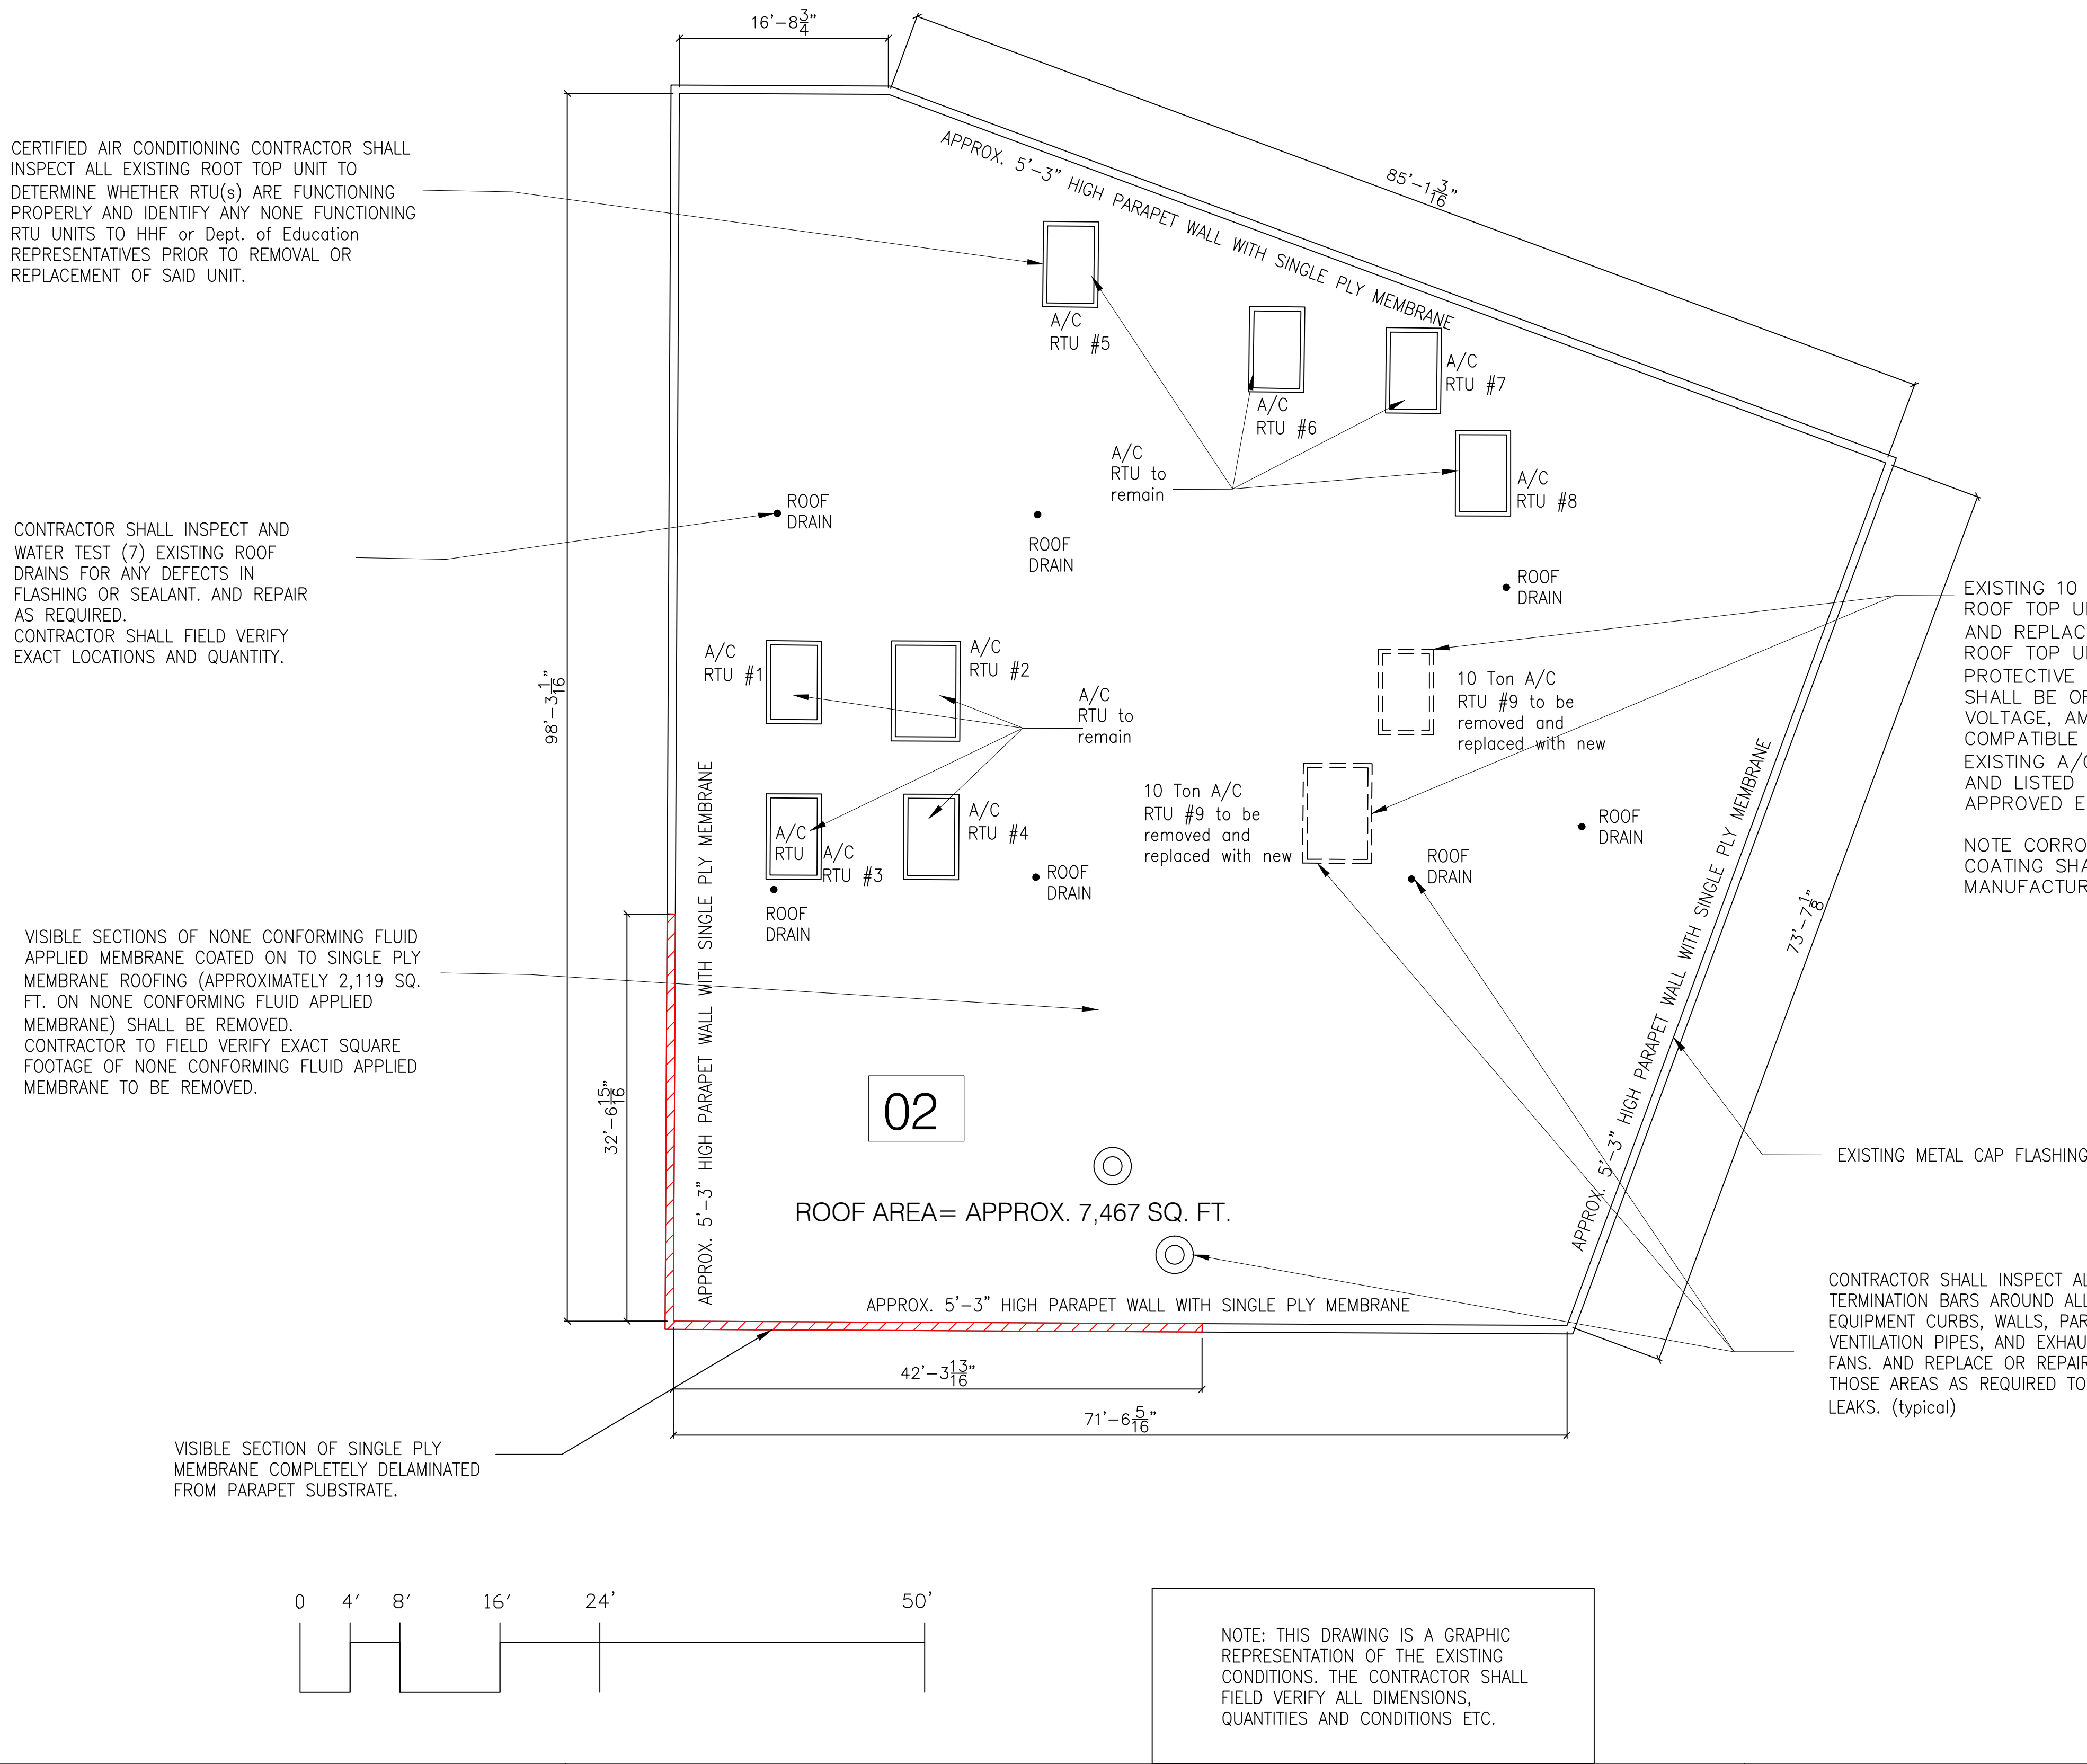 16'-8 3/4"
85'-1 3/16"
CERTIFIED AIR CONDITIONING CONTRACTOR SHALL
INSPECT ALL EXISTING ROOT TOP UNIT TO
DETERMINE WHETHER RTU(s) ARE FUNCTIONING
PROPERLY AND IDENTIFY ANY NONE FUNCTIONING
RTU UNITS TO HHF or Dept. of Education
REPRESENTATIVES PRIOR TO REMOVAL OR
REPLACEMENT OF SAID UNIT.
APPROX. 5'-3" HIGH PARAPET WALL WITH SINGLE PLY MEMBRANE
A/C
RTU #5
A/C
RTU #6
A/C
RTU #7
A/C
RTU to
remain
A/C
RTU #8
CONTRACTOR SHALL INSPECT AND
WATER TEST (7) EXISTING ROOF
DRAINS FOR ANY DEFECTS IN
FLASHING OR SEALANT. AND REPAIR
AS REQUIRED.
CONTRACTOR SHALL FIELD VERIFY
EXACT LOCATIONS AND QUANTITY.
ROOF
DRAIN
ROOF
DRAIN
ROOF
DRAIN
98'-3 1/16"
A/C
RTU #1
A/C
RTU #2
A/C
RTU to
remain
10 Ton A/C
RTU #9 to be
removed and
replaced with new
EXISTING 10
ROOF TOP
AND
ROOF TOP
PROTECTIVE
SHALL BE
VOLTAGE,
COMPATIBLE
EXISTING
AND LISTED
APPROVED
NOTE
COATING
A/C
RTU
A/C
RTU #3
A/C
RTU #4
10 Ton A/C
RTU #9 to be
removed and
replaced with new
ROOF
DRAIN
ROOF
DRAIN
ROOF
DRAIN
ROOF
DRAIN
APPROX. 5'-3" HIGH PARAPET WALL WITH SINGLE PLY MEMBRANE
APPROX. 5'-3" HIGH PARAPET WALL WITH SINGLE PLY MEMBRANE
73'-7 1/8"
VISIBLE SECTIONS OF NONE CONFORMING FLUID
APPLIED MEMBRANE COATED ON TO SINGLE PLY
MEMBRANE ROOFING (APPROXIMATELY 2,119 SQ.
FT. ON NONE CONFORMING FLUID APPLIED
MEMBRANE) SHALL BE REMOVED.
CONTRACTOR TO FIELD VERIFY EXACT SQUARE
FOOTAGE OF NONE CONFORMING FLUID APPLIED
MEMBRANE TO BE REMOVED.
32'-6 15/16"
02
ROOF AREA= APPROX. 7,467 SQ. FT.
EXISTING METAL CAP FLASHING
APPROX. 5'-3" HIGH PARAPET WALL WITH SINGLE PLY MEMBRANE
CONTRACTOR SHALL INSPECT
TERMINATION BARS AROUND ALL
EQUIPMENT CURBS, WALLS,
VENTILATION PIPES, AND
FANS. AND REPLACE OR REPAIR
THOSE AREAS AS REQUIRED TO
LEAKS. (typical)
42'-3 13/16"
71'-6 5/16"
VISIBLE SECTION OF SINGLE PLY
MEMBRANE COMPLETELY DELAMINATED
FROM PARAPET SUBSTRATE.
0 4' 8' 16' 24' 50'
NOTE: THIS DRAWING IS A GRAPHIC
REPRESENTATION OF THE EXISTING
CONDITIONS. THE CONTRACTOR SHALL
FIELD VERIFY ALL DIMENSIONS,
QUANTITIES AND CONDITIONS ETC.